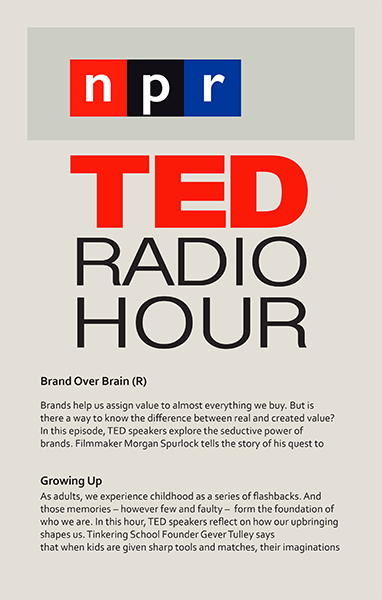 npr
TED
RADIO
HOUR
Brand Over Brain (R)
Brands help us assign value to almost everything we buy. But is
there a way to know the difference between real and created value?
In this episode, TED speakers explore the seductive power of
brands. Filmmaker Morgan Spurlock tells the story of his quest to
Growing Up
As adults, we experience childhood as a series of flashbacks. And
those memories – however few and faulty – form the foundation of
who we are. In this hour, TED speakers reflect on how our upbringing
shapes us. Tinkering School Founder Gever Tulley says
that when kids are given sharp tools and matches, their imaginations